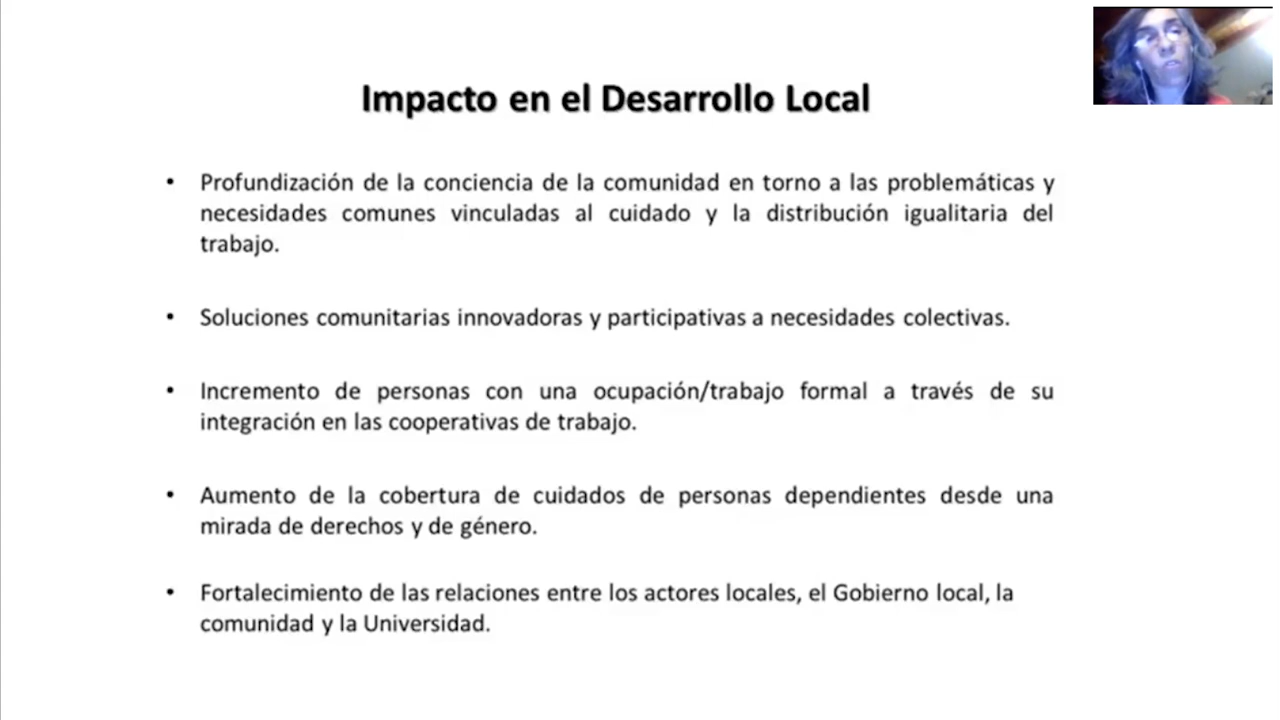 Impacto en el Desarrollo Local
• Profundización de la conciencia de la comunidad en torno a las problemáticas y
necesidades comunes vinculadas al cuidado y la distribución igualitaria del
trabajo.
• Soluciones comunitarias innovadoras y participativas a necesidades colectivas.
• Incremento de personas con una ocupación/trabajo formal a través de su
integración en las cooperativas de trabajo.
• Aumento de la cobertura de cuidados de personas dependientes desde una
mirada de derechos y de género.
• Fortalecimiento de las relaciones entre los actores locales, el Gobierno local, la
comunidad y la Universidad.